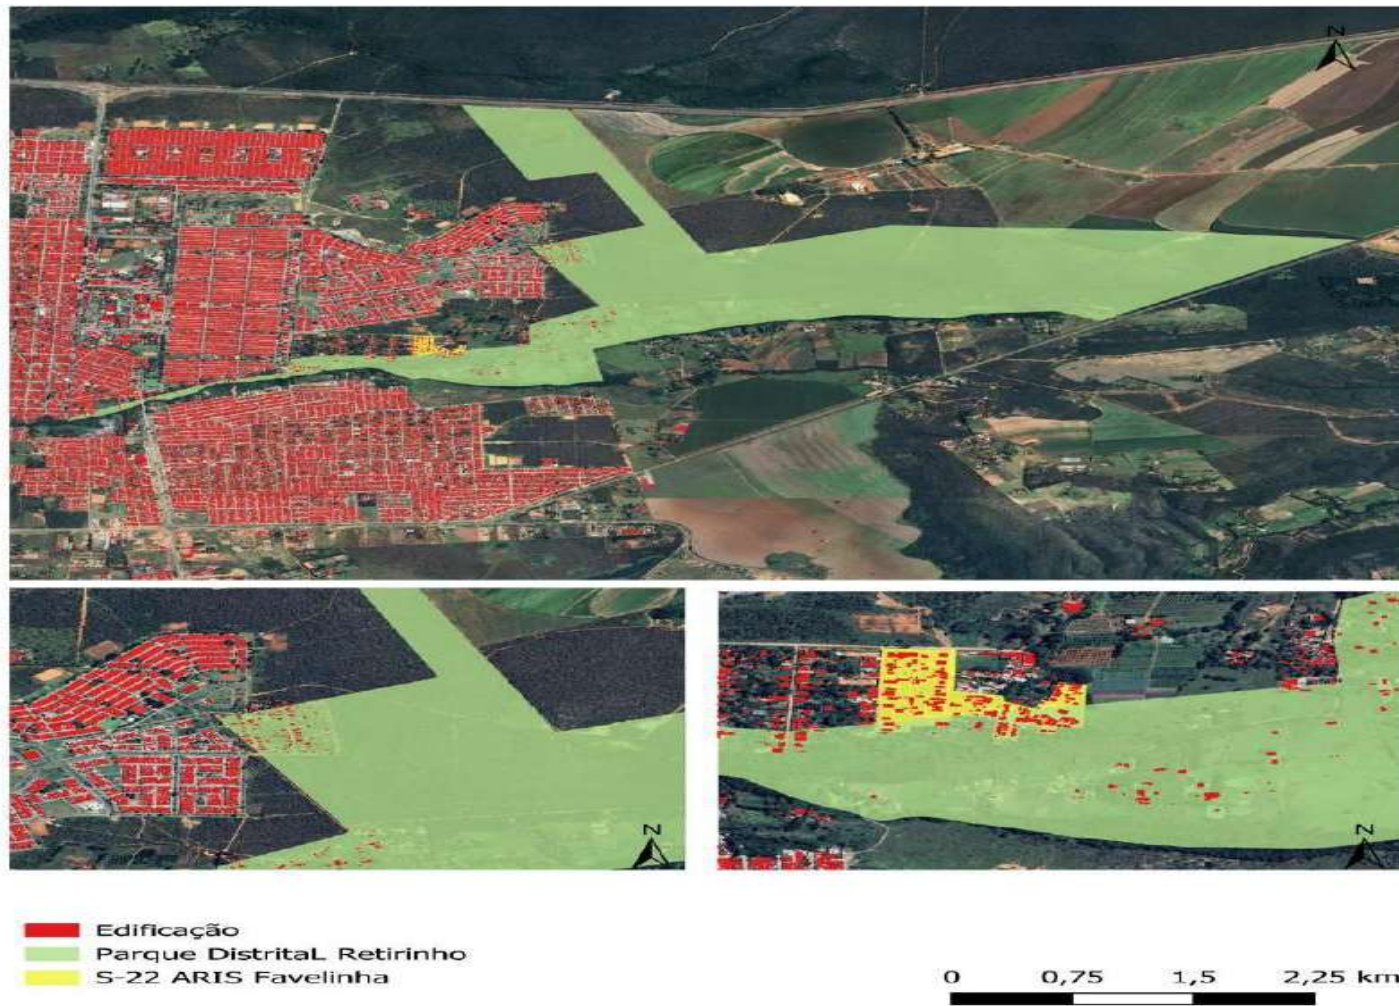 N
N
N
Edificação
Parque DistritaL Retirinho
S-22 ARIS Favelinha
0 0,75 1,5 2,25 km